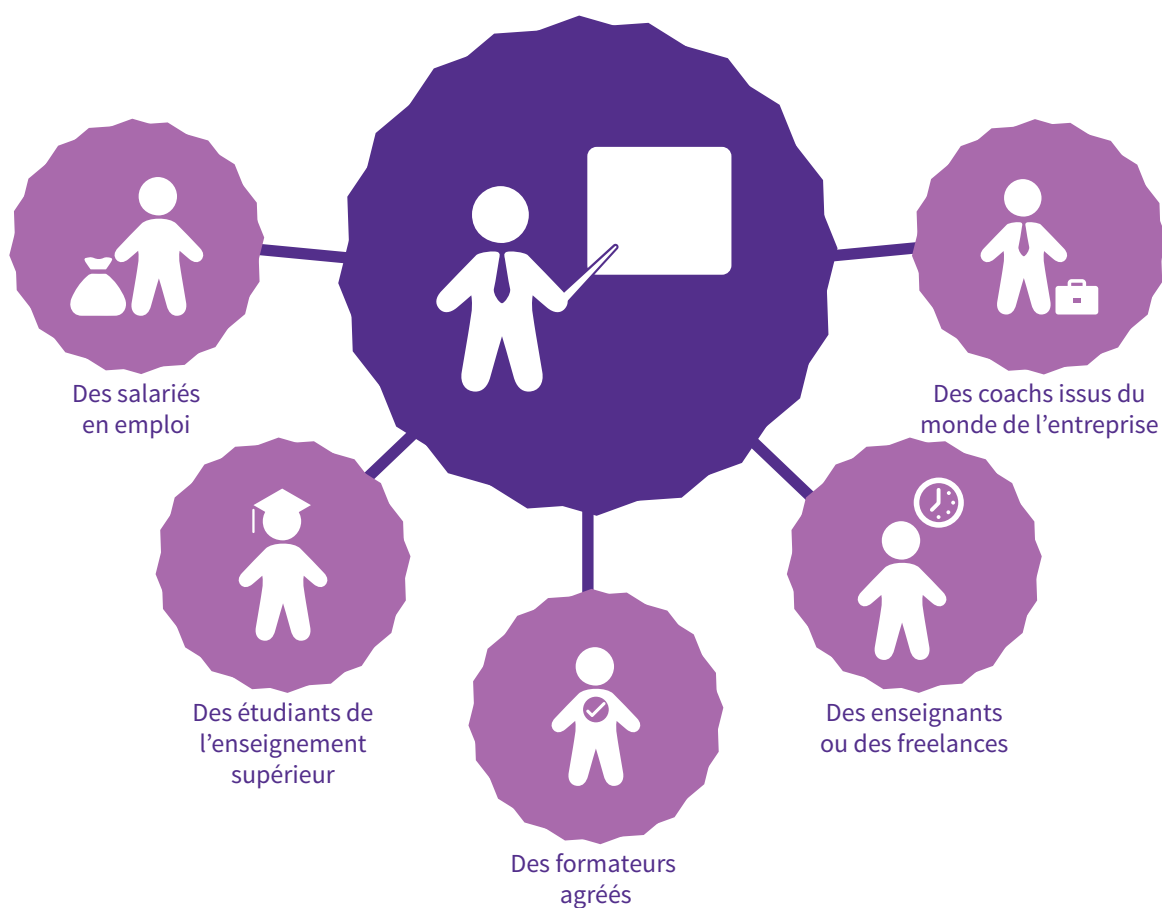 Des salariés
en emploi
Des coachs issus du
monde de l’entreprise
Des étudiants de
l’enseignement
supérieur
Des enseignants
ou des freelances
Des formateurs
agréés